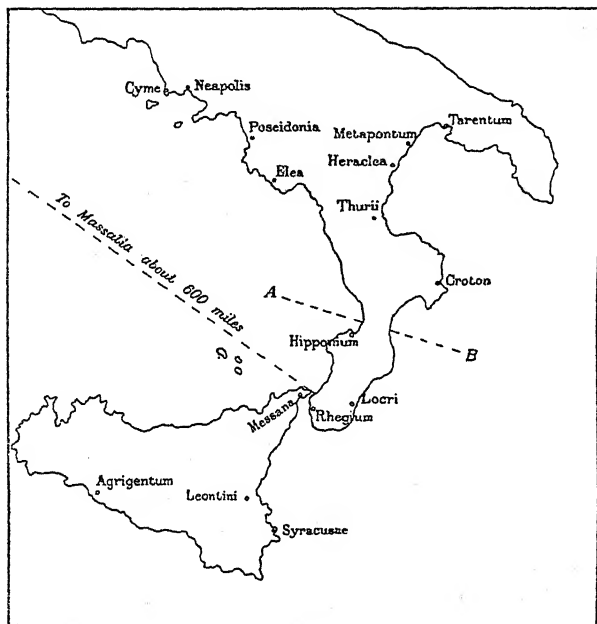 Cyme
Neapolis
Poseidonia
Tarentum
Metapontum
Heraclea
Elea
Thurii
To Massalia about 600 miles
A
Croton
Hipponium
B
Messana
Rhegium
Locri
Agrigentum
Leontini
Syracusae